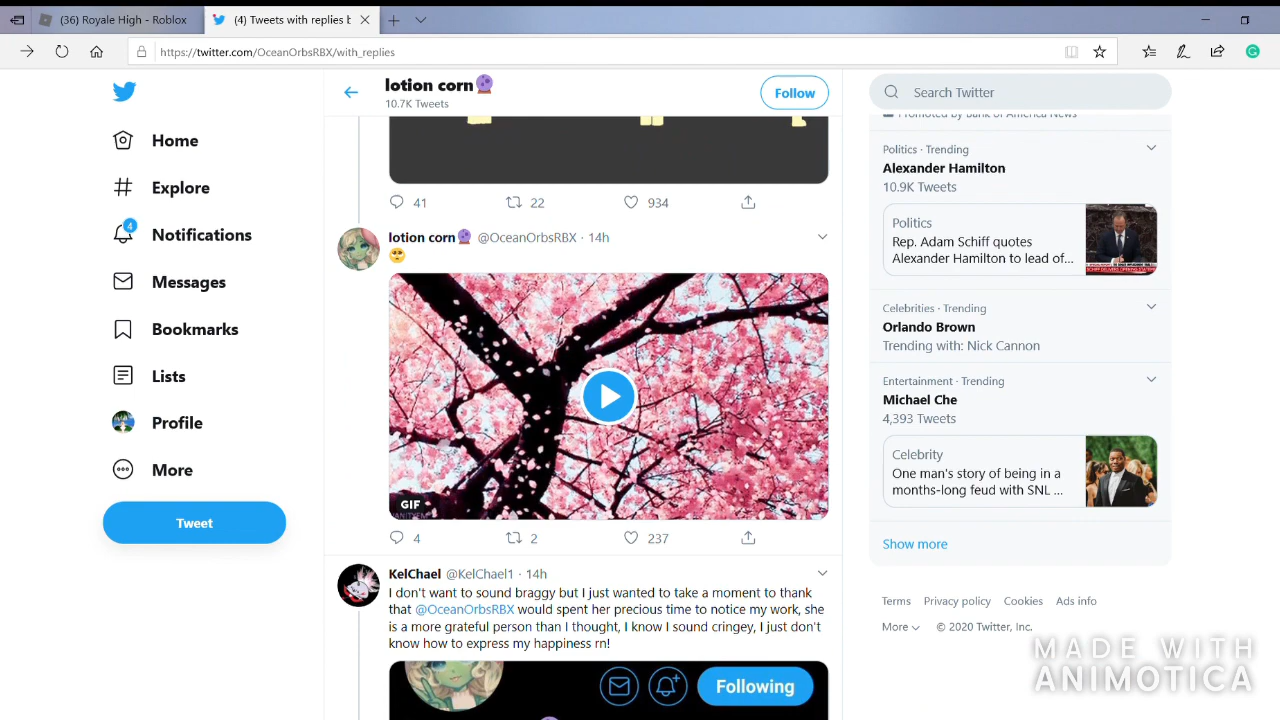 (36) Royale High - Roblox
(4) Tweets with replies b
https://twitter.com/OceanOrbsRBX/with_replies
lotion corn
10.7K Tweets
Follow
Search Twitter
Home
Explore
4
Notifications
Messages
Bookmarks
Lists
Profile
More
Tweet
41 22 934
lotion corn @OceanOrbsRBX · 14h
GIF
4 2 237
KelChael @KelChael1 · 14h
I don't want to sound braggy but I just wanted to take a moment to thank
that @OceanOrbsRBX would spent her precious time to notice my work, she
is a more grateful person than I thought, I know I sound cringey, I just don't
know how to express my happiness rn!
Following
Promoted by Bank of America News
Politics · Trending
Alexander Hamilton
10.9K Tweets
Politics
Rep. Adam Schiff quotes
Alexander Hamilton to lead of...
Celebrities · Trending
Orlando Brown
Trending with: Nick Cannon
Entertainment · Trending
Michael Che
4,393 Tweets
Celebrity
One man's story of being in a
months-long feud with SNL ...
Show more
Terms Privacy policy Cookies Ads info
More © 2020 Twitter, Inc.
MADE WITH
ANIMOTICA